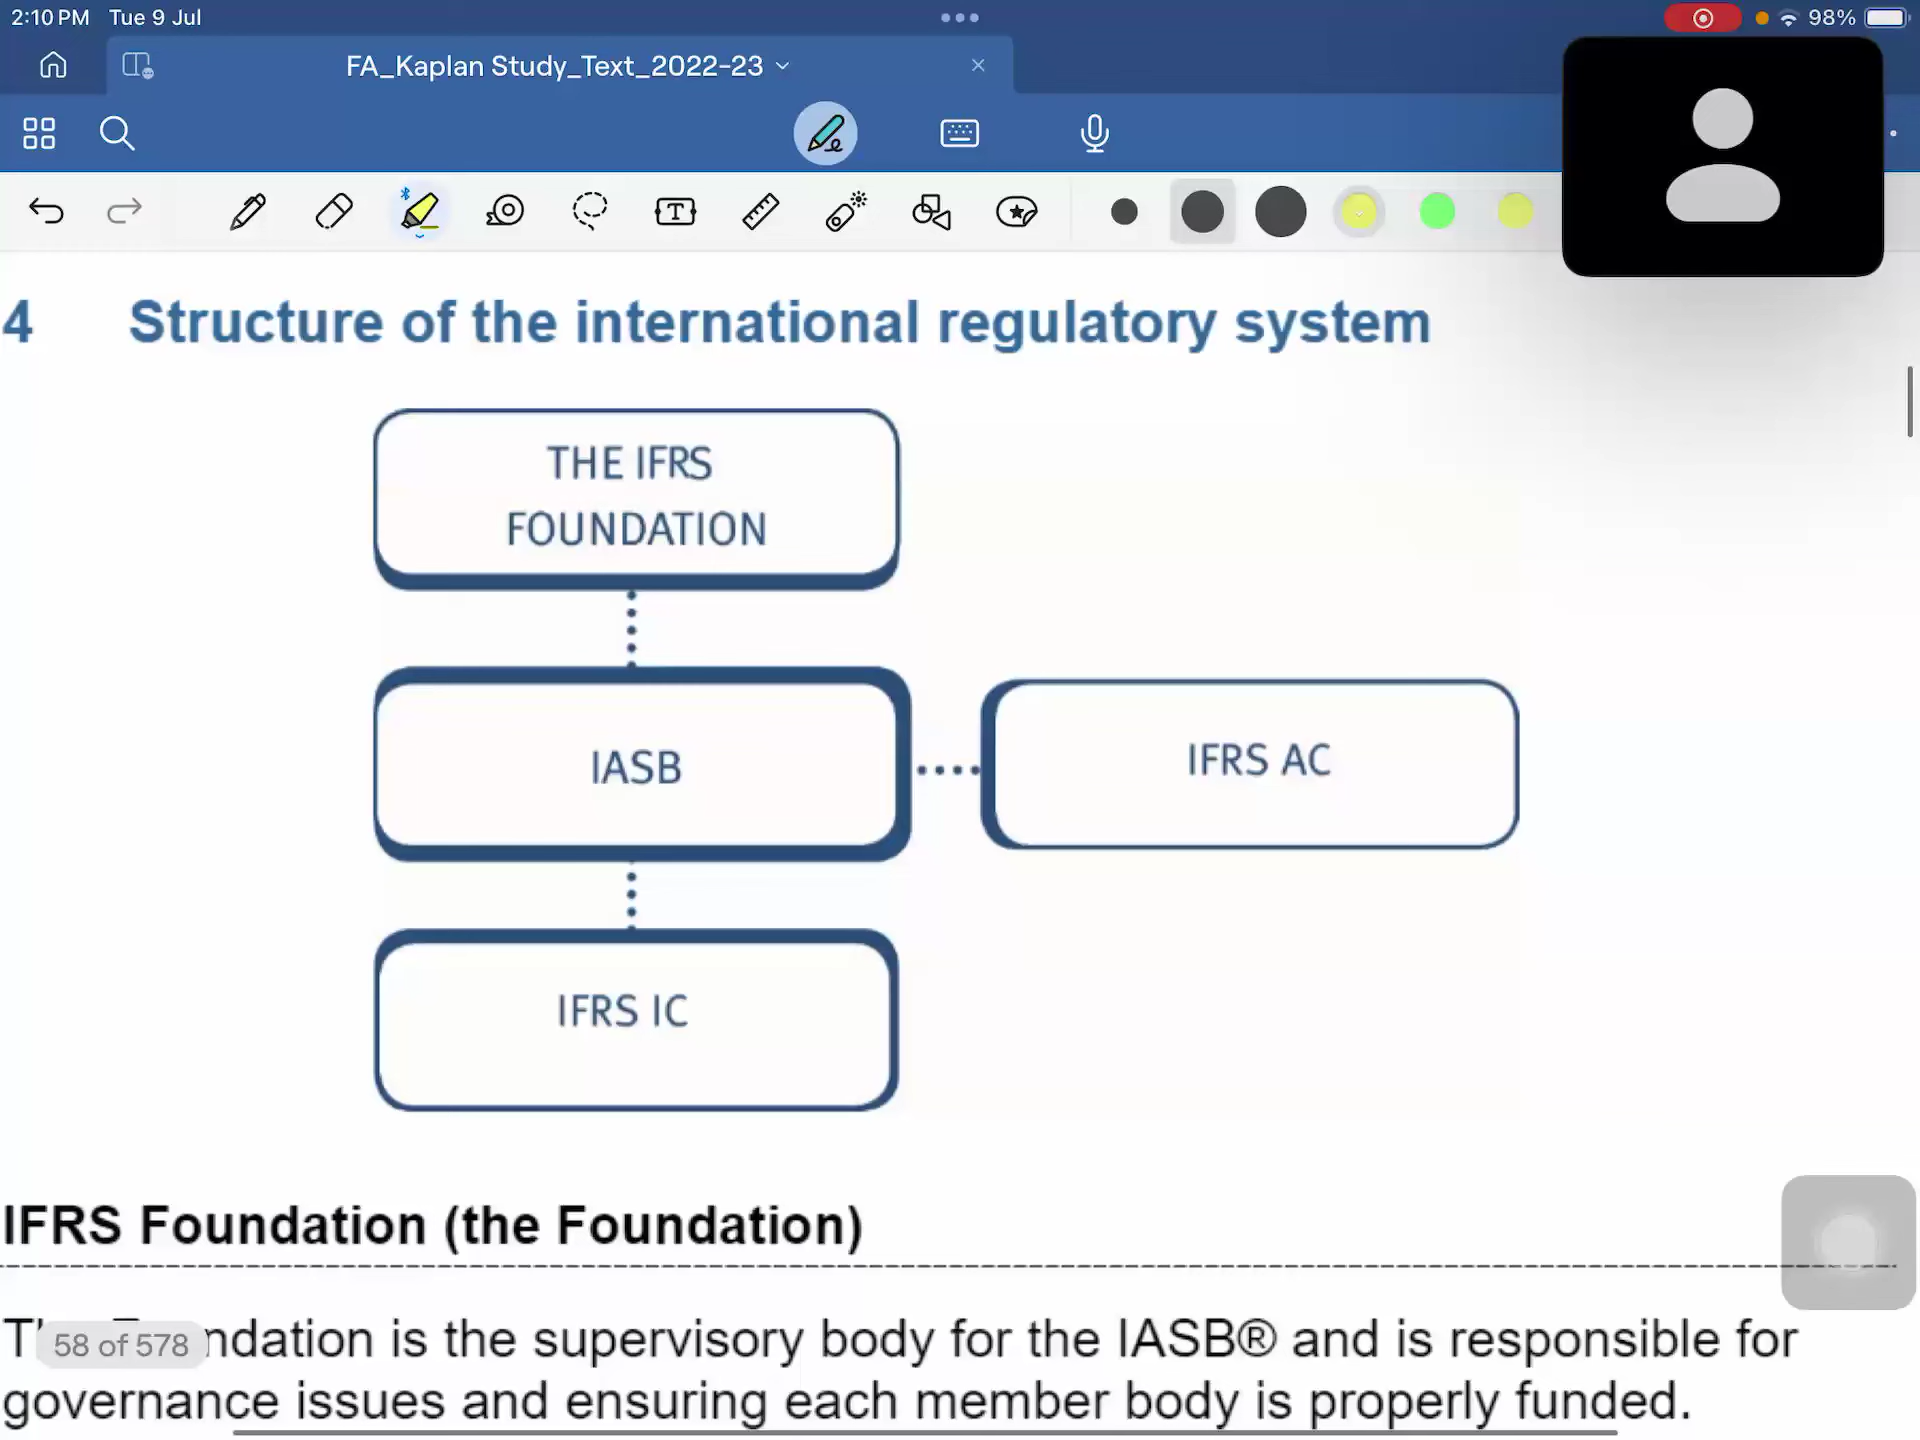 2:10 PM Tue 9 Jul
98%
FA_Kaplan Study_Text_2022-23
4 Structure of the international regulatory system
THE IFRS
FOUNDATION
IASB
IFRS AC
IFRS IC
IFRS Foundation (the Foundation)
58 of 578
ndation is the supervisory body for the IASB® and is responsible for
governance issues and ensuring each member body is properly funded.